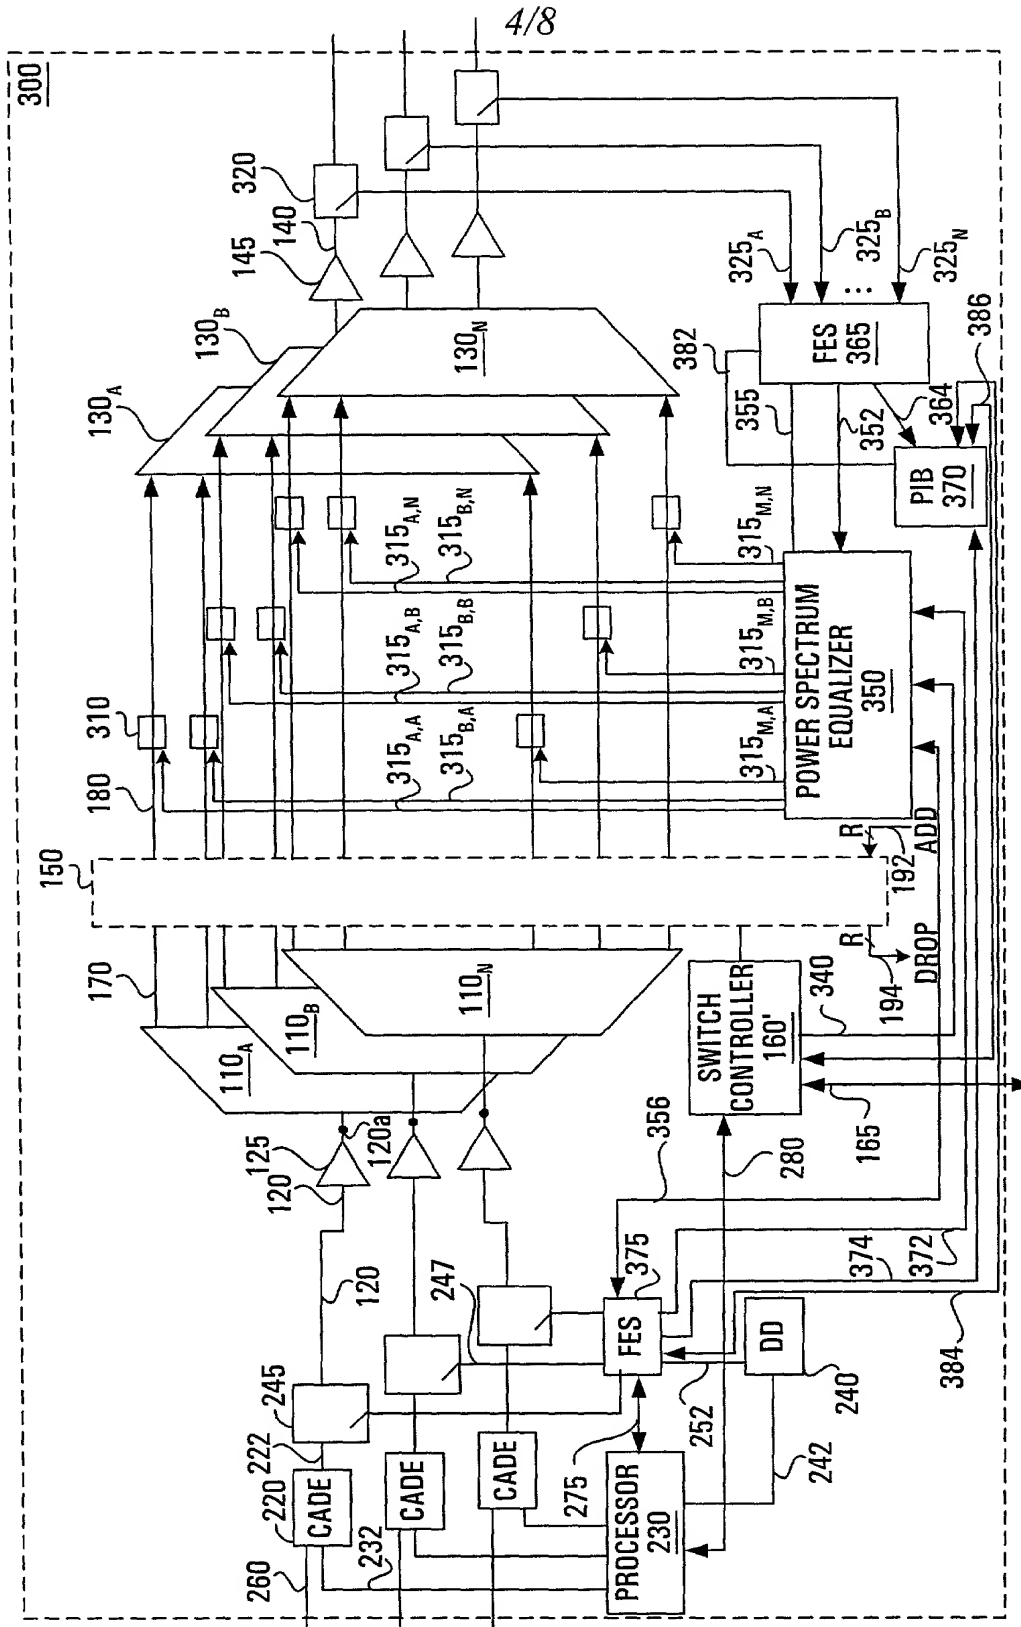 4/8
300
320
140
145
130B
130A
130N
325A
325B
325N
FES
365
382
355
352
364
386
PIB
370
310
180
315A,N
315B,N
315M,N
315A,B
315B,B
315M,B
315A,A
315B,A
315M,A
POWER SPECTRUM
EQUALIZER
350
150
R
192
ADD
R
194
DROP
170
110A
110B
110N
SWITCH
CONTROLLER
160'
340
165
280
356
125
120
120a
120
247
375
FES
374
372
384
245
222
220
CADE
CADE
CADE
260
232
275
252
DD
240
242
PROCESSOR
230